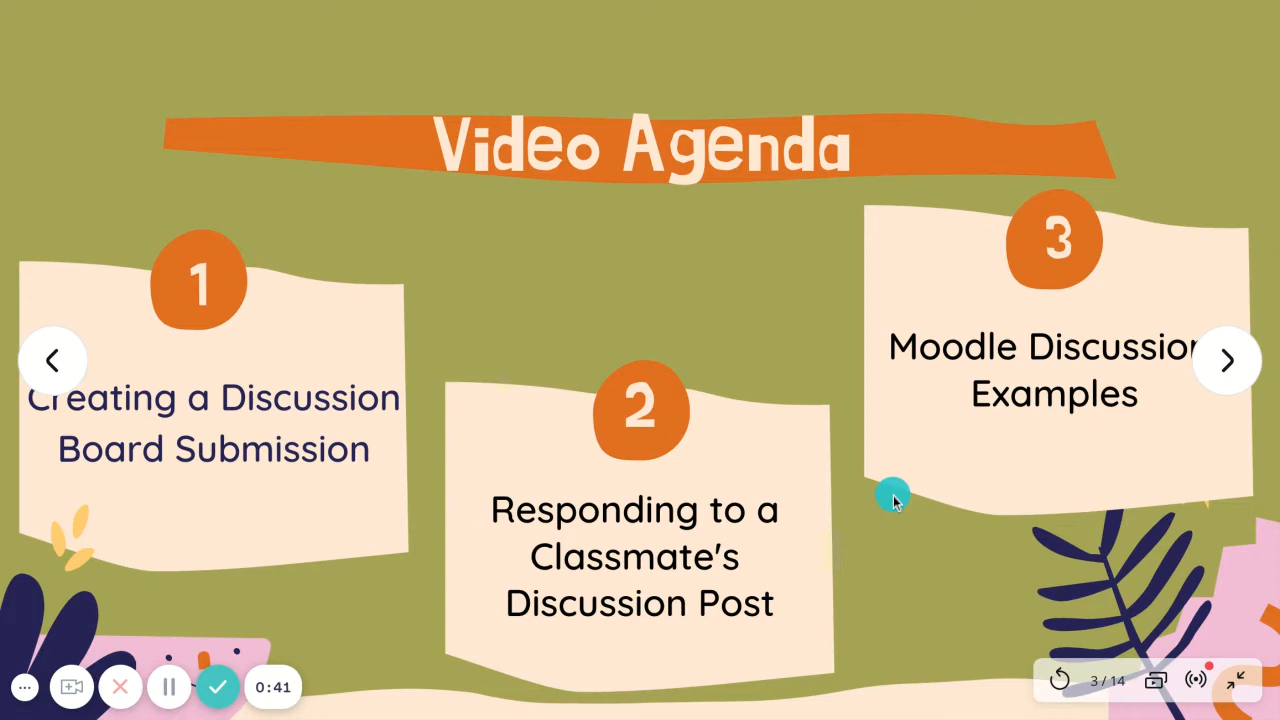 Video Agenda
1
Creating a Discussion
Board Submission
2
Responding to a
Classmate's
Discussion Post
3
Moodle Discussion
Examples
0:41
3 / 14